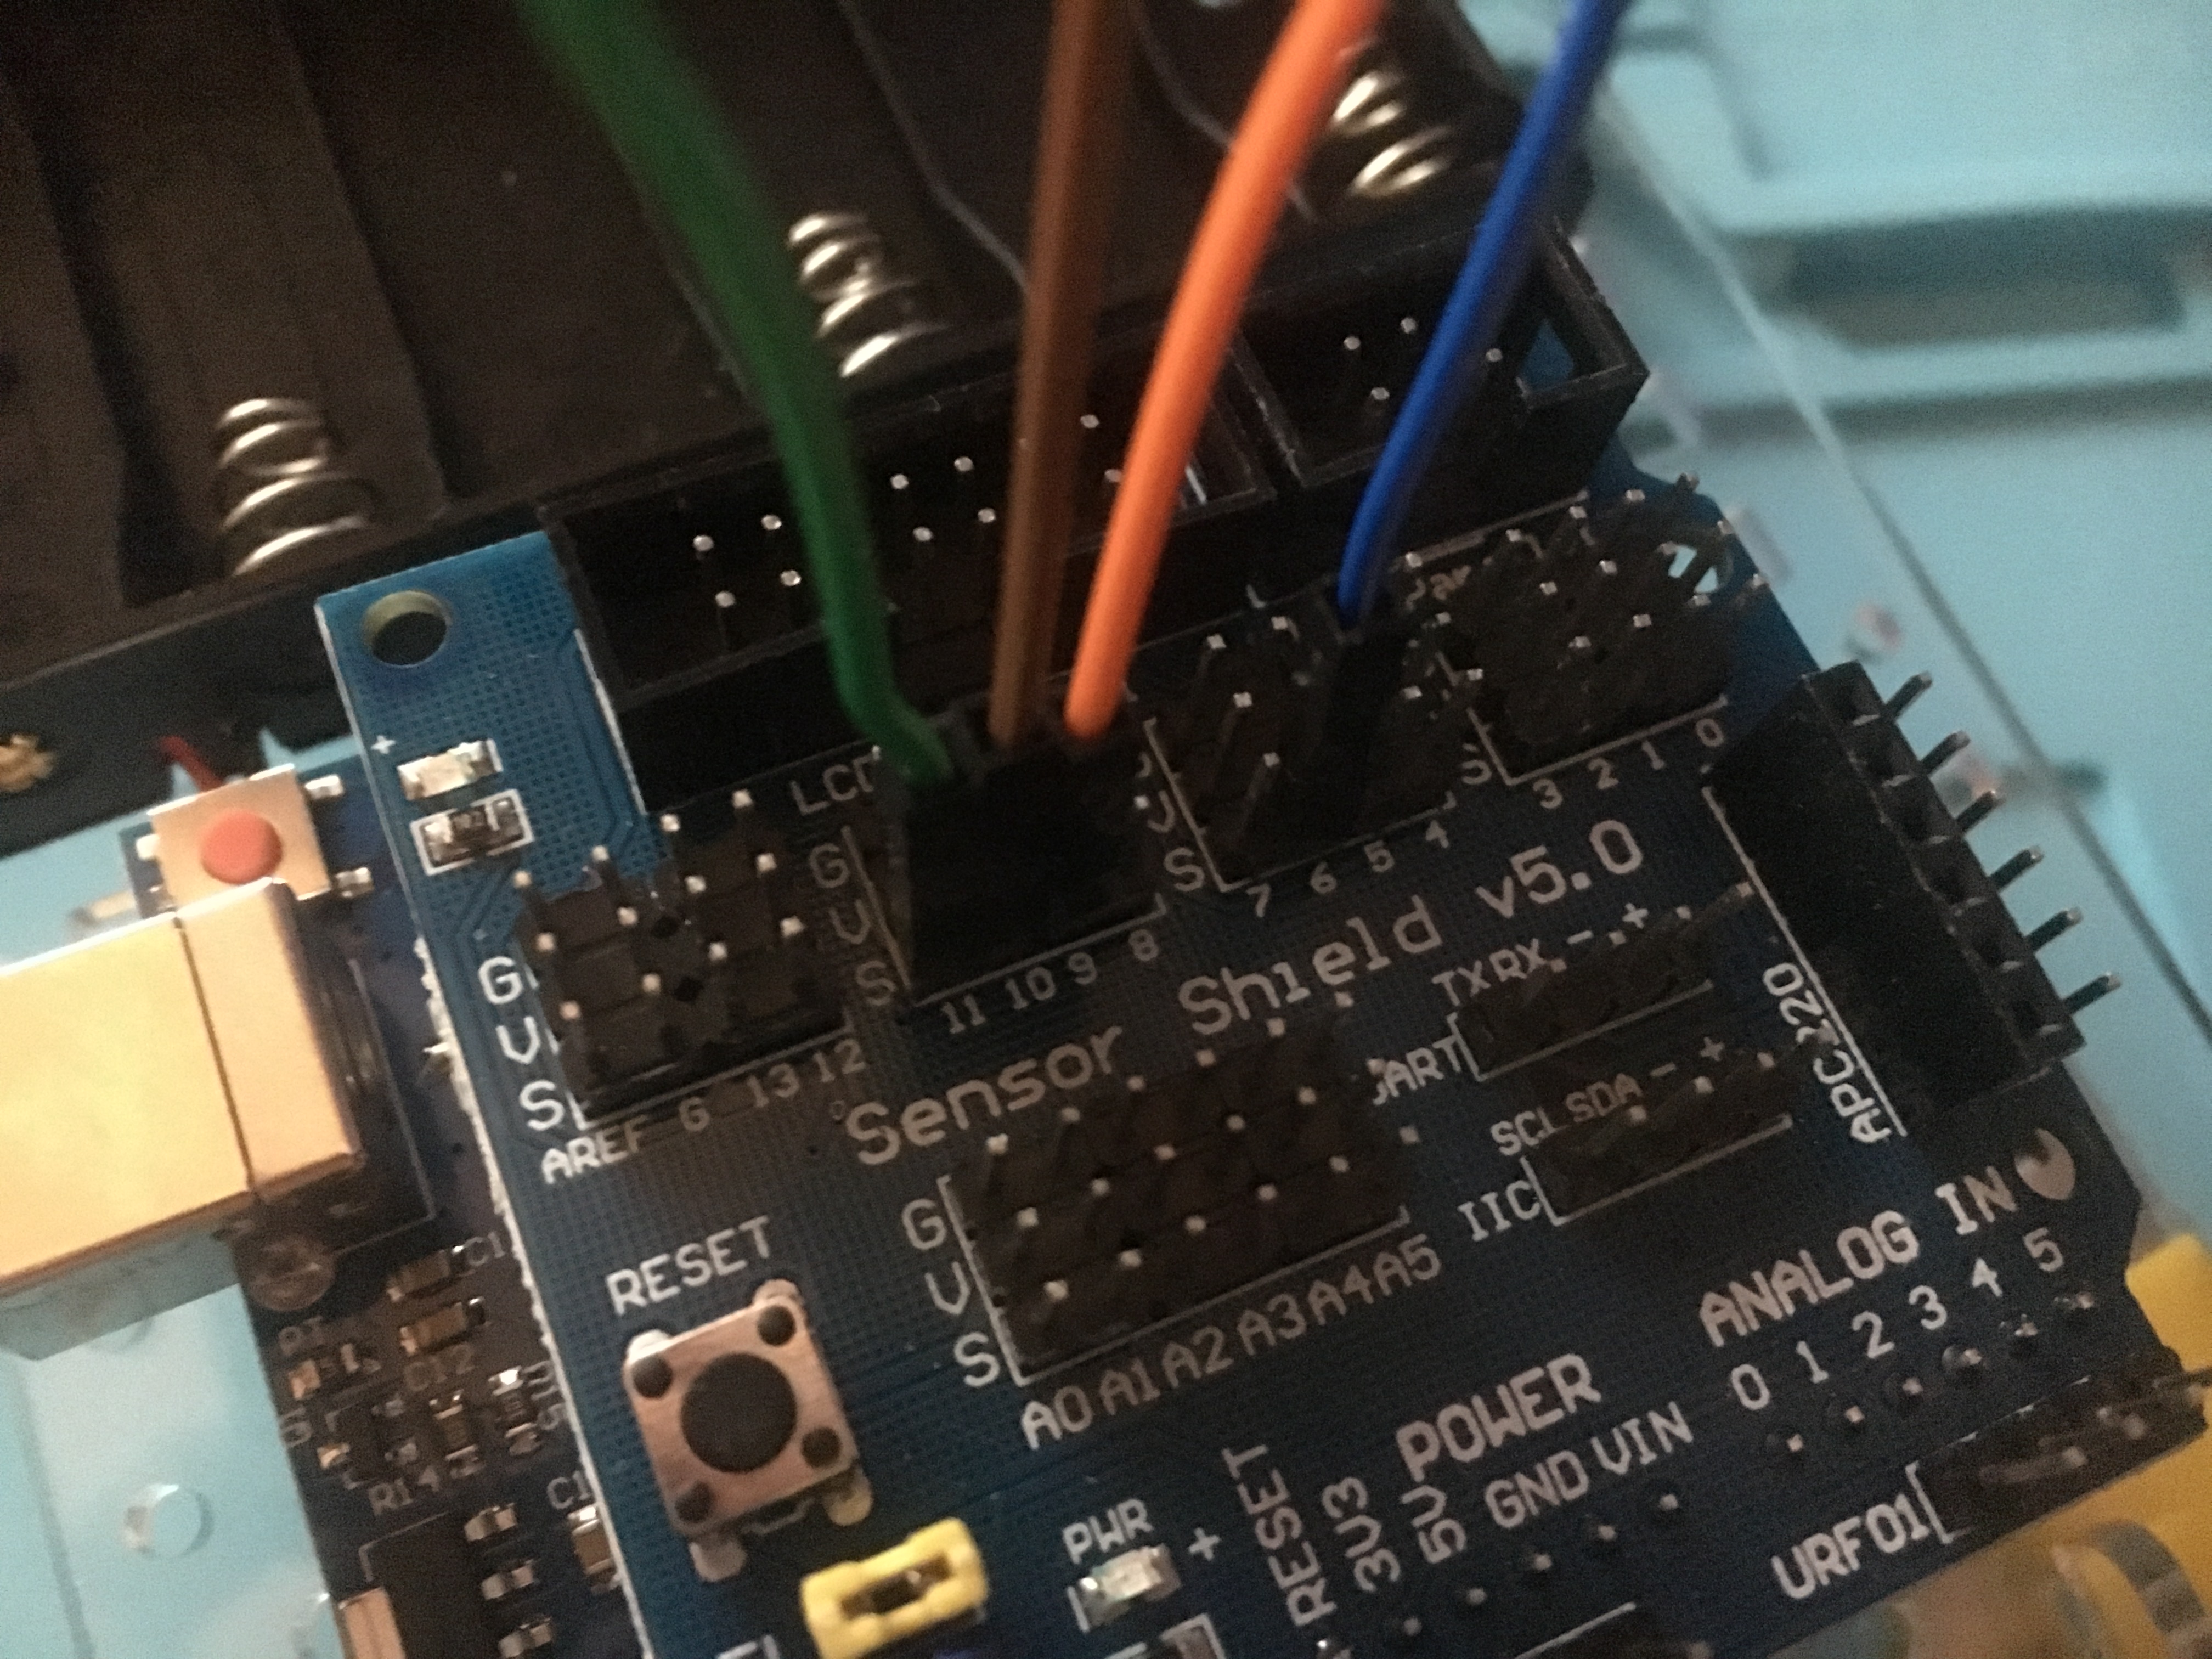 G
V
S
AREF G 13 12
RESET
G
V
S
11 10 9 8
LCD
Sensor Shield v5.0
G
V
S
A0 A1 A2 A3 A4 A5
PWR
+
S
V
7 6 5 4
S
3 2 1 0
TX RX - +
IIC
SCL SDA - +
RESET
3V3
5V
GND
VIN
POWER
0 1 2 3 4 5
ANALOG IN
URF01
APC220
R1
C1